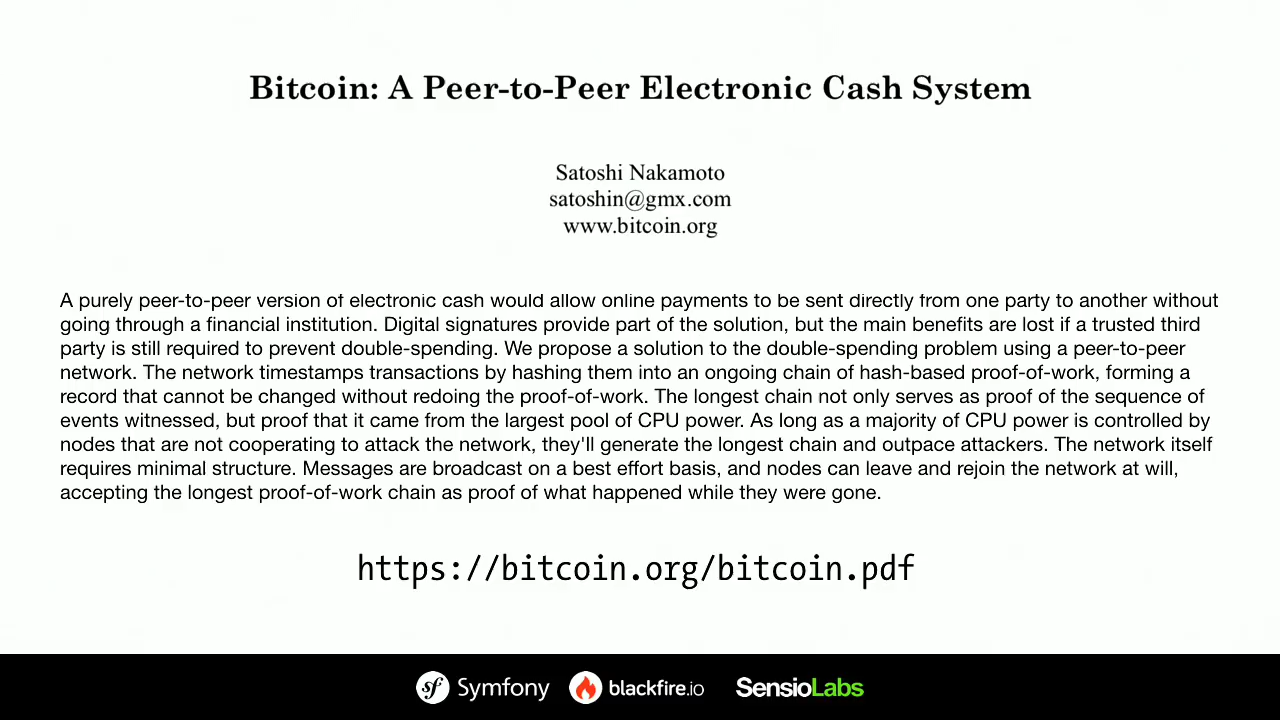 Bitcoin: A Peer-to-Peer Electronic Cash System
Satoshi Nakamoto
satoshin@gmx.com
www.bitcoin.org
A purely peer-to-peer version of electronic cash would allow online payments to be sent directly from one party to another without
going through a financial institution. Digital signatures provide part of the solution, but the main benefits are lost if a trusted third
party is still required to prevent double-spending. We propose a solution to the double-spending problem using a peer-to-peer
network. The network timestamps transactions by hashing them into an ongoing chain of hash-based proof-of-work, forming a
record that cannot be changed without redoing the proof-of-work. The longest chain not only serves as proof of the sequence of
events witnessed, but proof that it came from the largest pool of CPU power. As long as a majority of CPU power is controlled by
nodes that are not cooperating to attack the network, they'll generate the longest chain and outpace attackers. The network itself
requires minimal structure. Messages are broadcast on a best effort basis, and nodes can leave and rejoin the network at will,
accepting the longest proof-of-work chain as proof of what happened while they were gone.
https://bitcoin.org/bitcoin.pdf
sf Symfony blackfire.io SensioLabs